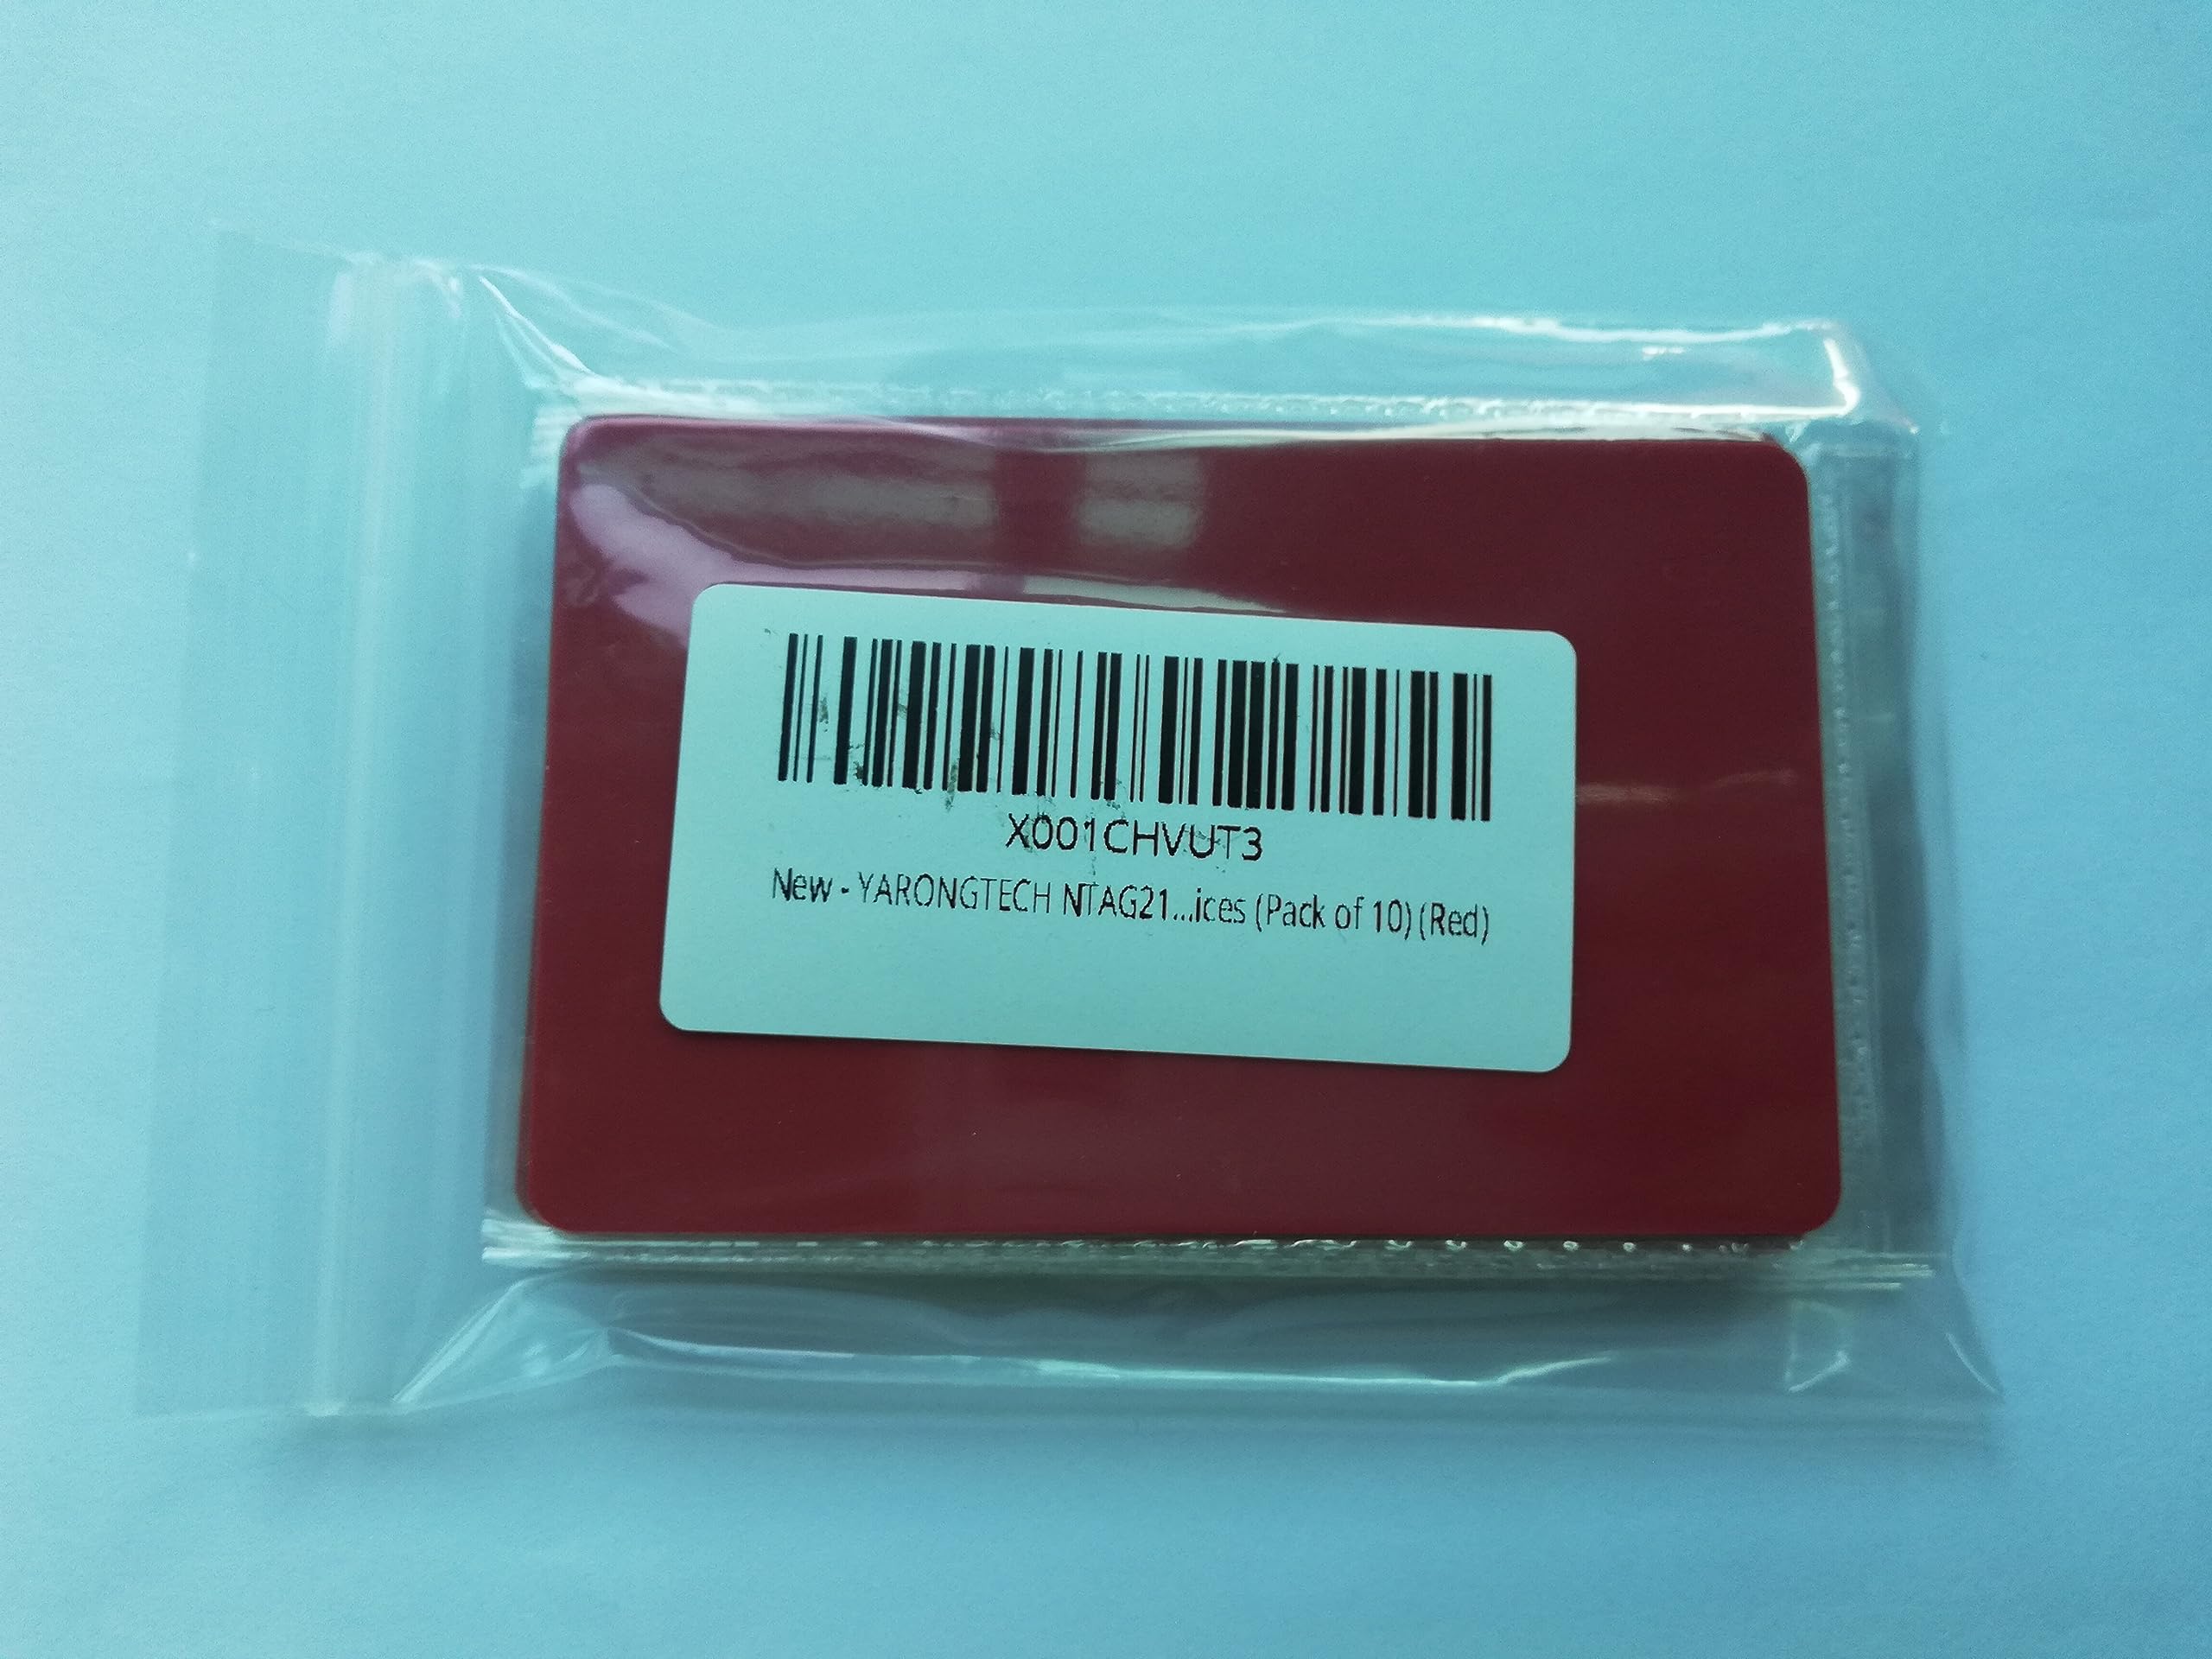 X001CHVUT3
New - YARONGTECH NTAG21...ices (Pack of 10) (Red)